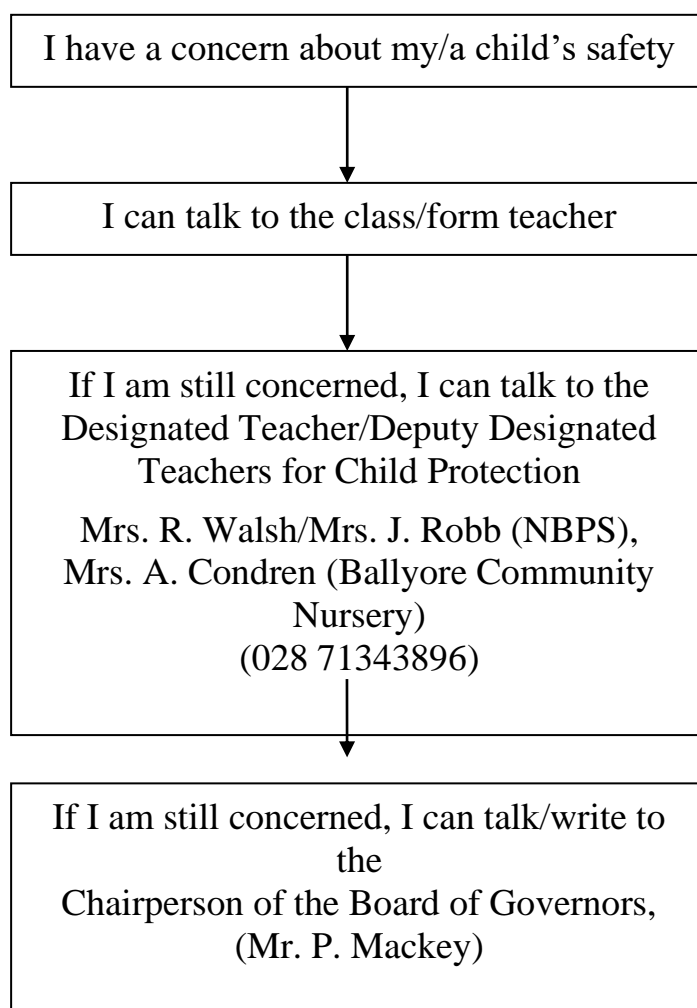 I have a concern about my/a child’s safety
I can talk to the class/form teacher
If I am still concerned, I can talk to the
Designated Teacher/Deputy Designated
Teachers for Child Protection
Mrs. R. Walsh/Mrs. J. Robb (NBPS),
Mrs. A. Condren (Ballyore Community
Nursery)
(028 71343896)
If I am still concerned, I can talk/write to
the
Chairperson of the Board of Governors,
(Mr. P. Mackey)